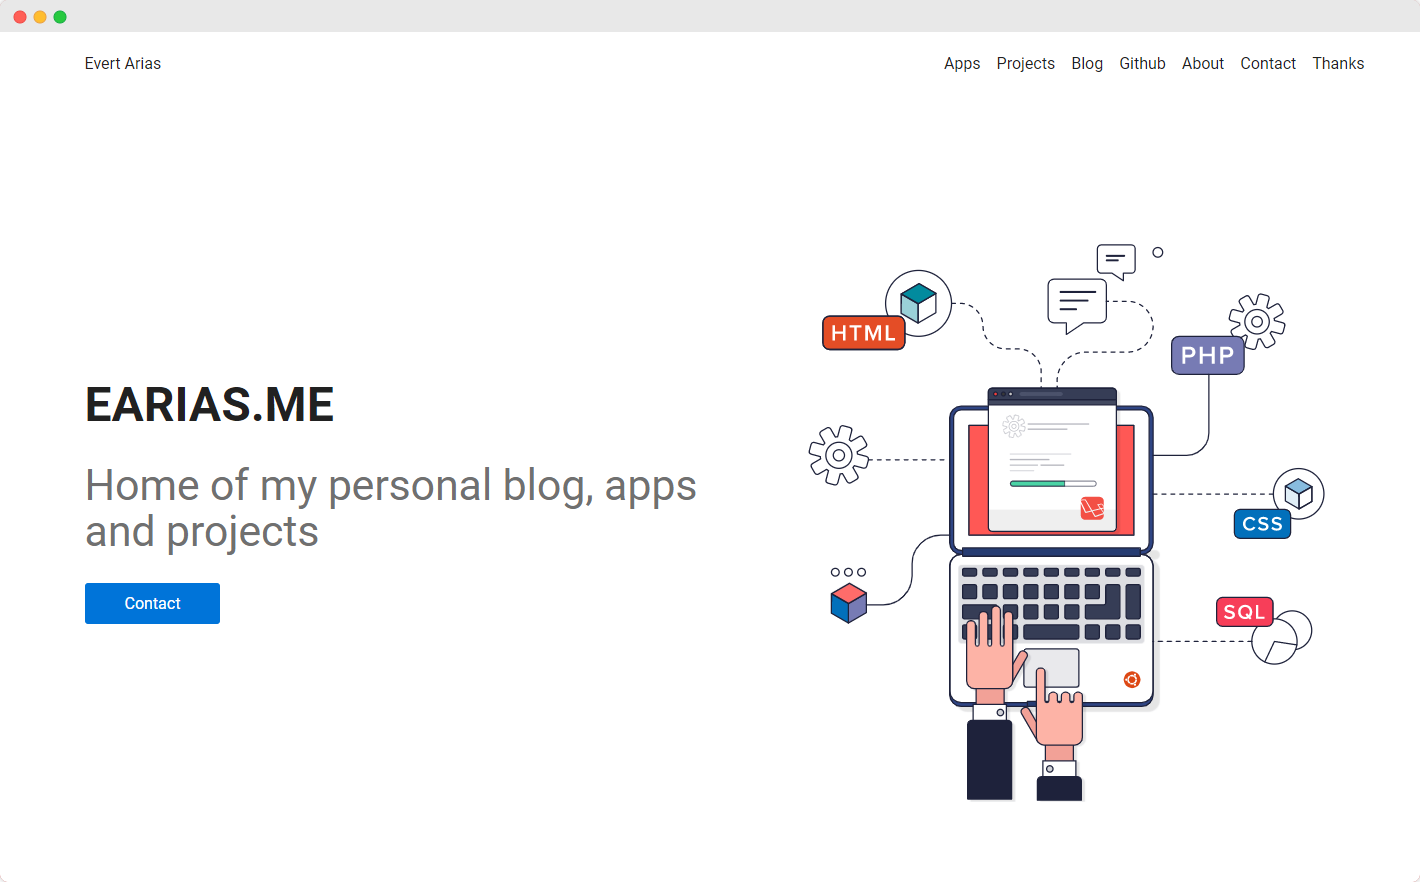 Evert Arias
Apps Projects Blog Github About Contact Thanks
EARIAS.ME
Home of my personal blog, apps
and projects
Contact
HTML
PHP
CSS
SQL